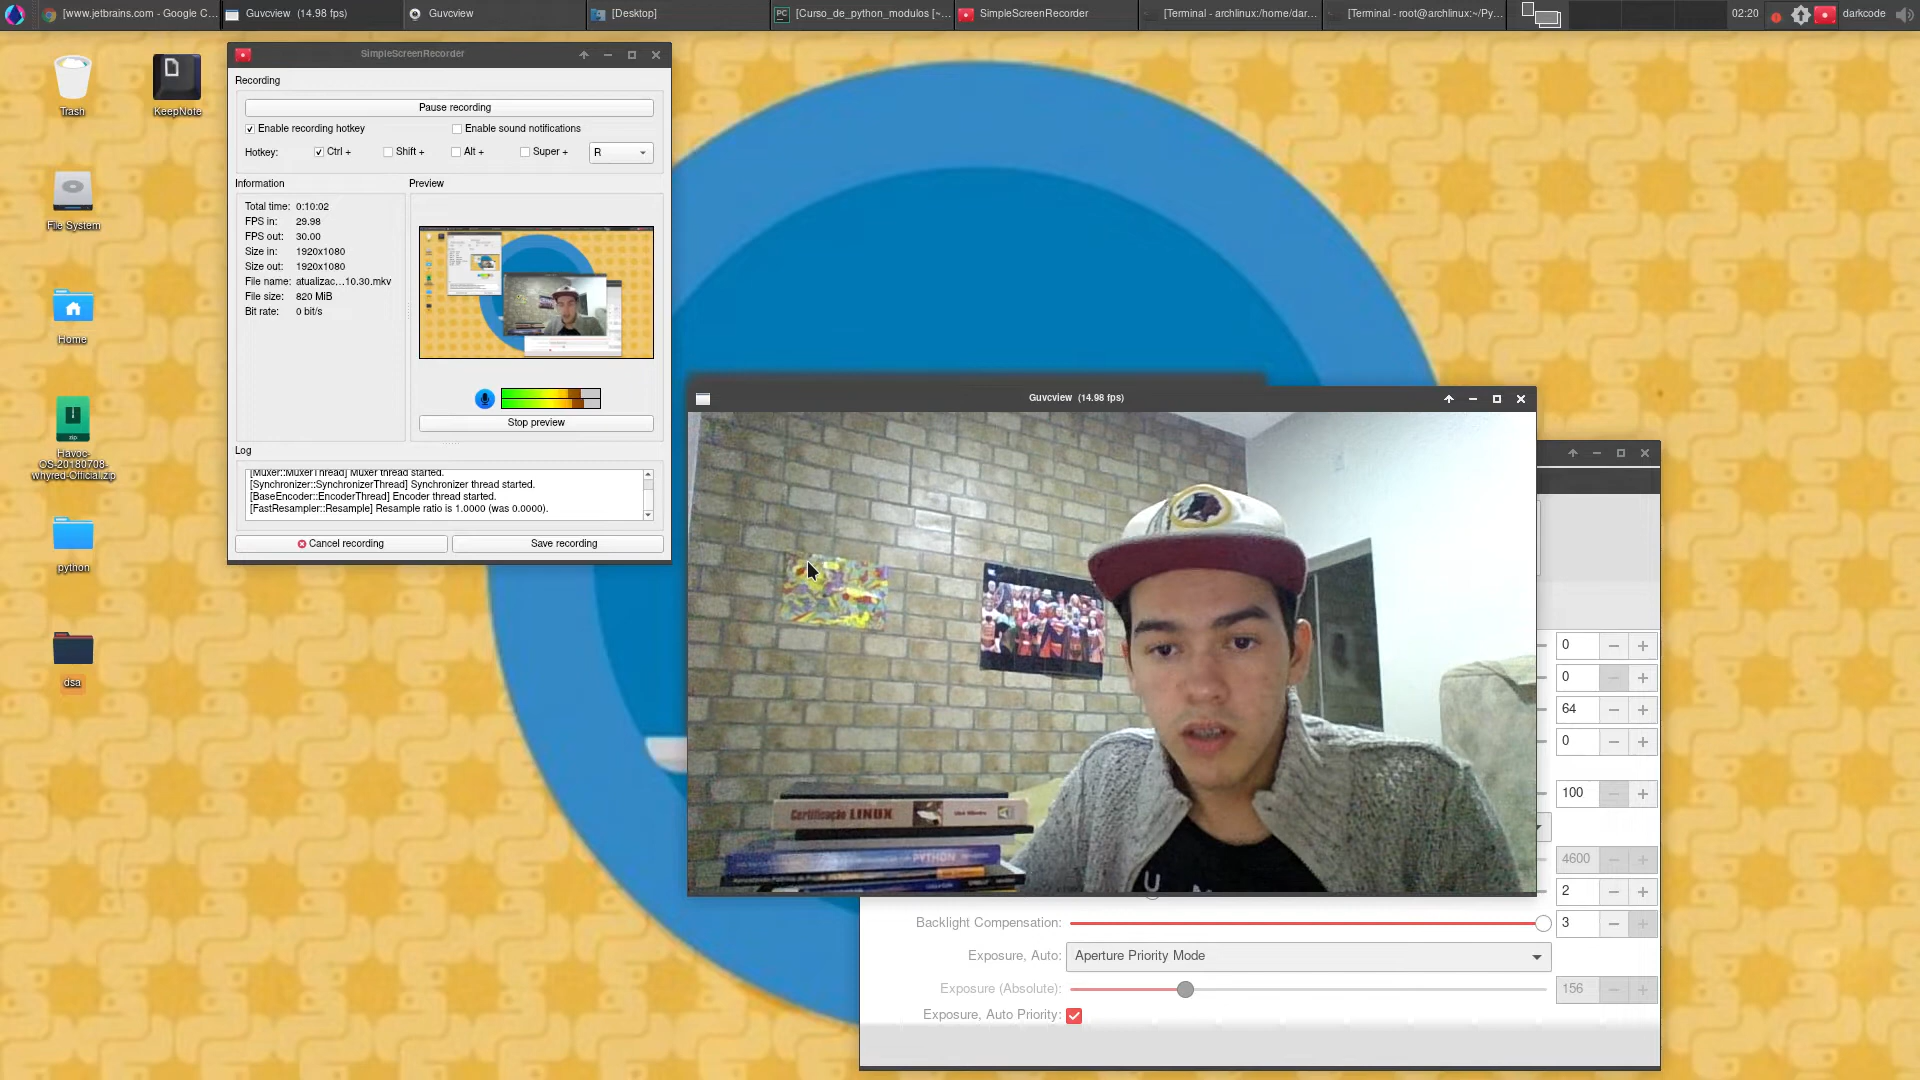 [www.jetbrains.com - Google C...
Guvcview (14.98 fps)
Guvcview
[Desktop]
[Curso_de_python_modulos [~...
SimpleScreenRecorder
[Terminal - archlinux:/home/dar...
[Terminal - root@archlinux:~/Py...
02:20
darkcode
Trash
KeepNote
File System
Home
zip
Havoc-
OS-20180708-
whyred-Official.zip
python
dsa
SimpleScreenRecorder
Recording
Pause recording
Enable recording hotkey
Enable sound notifications
Hotkey:
Ctrl +
Shift +
Alt +
Super +
R
Information
Total time: 0:10:02
FPS in: 29.98
FPS out: 30.00
Size in: 1920x1080
Size out: 1920x1080
File name: atualizac...10.30.mkv
File size: 820 MiB
Bit rate: 0 bit/s
Preview
Stop preview
Log
[Muxer::MuxerThread] Muxer thread started.
[Synchronizer::SynchronizerThread] Synchronizer thread started.
[BaseEncoder::EncoderThread] Encoder thread started.
[FastResampler::Resample] Resample ratio is 1.0000 (was 0.0000).
Cancel recording
Save recording
Guvcview (14.98 fps)
Certificação LINUX
PYTHON
U N
0
0
64
0
100
4600
2
Backlight Compensation:
3
Exposure, Auto:
Aperture Priority Mode
Exposure (Absolute):
156
Exposure, Auto Priority: